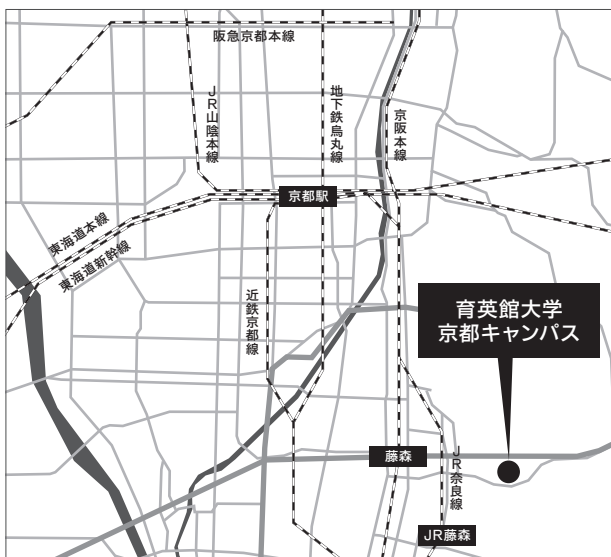 阪急京都本線
JR山陰本線
地下鉄烏丸線
京阪本線
京都駅
東海道本線
東海道新幹線
近鉄京都線
育英館大学
京都キャンパス
藤森
JR奈良線
JR藤森